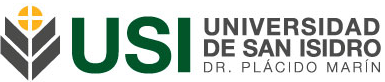 USI
UNIVERSIDAD
DE SAN ISIDRO
DR. PLÁCIDO MARÍN